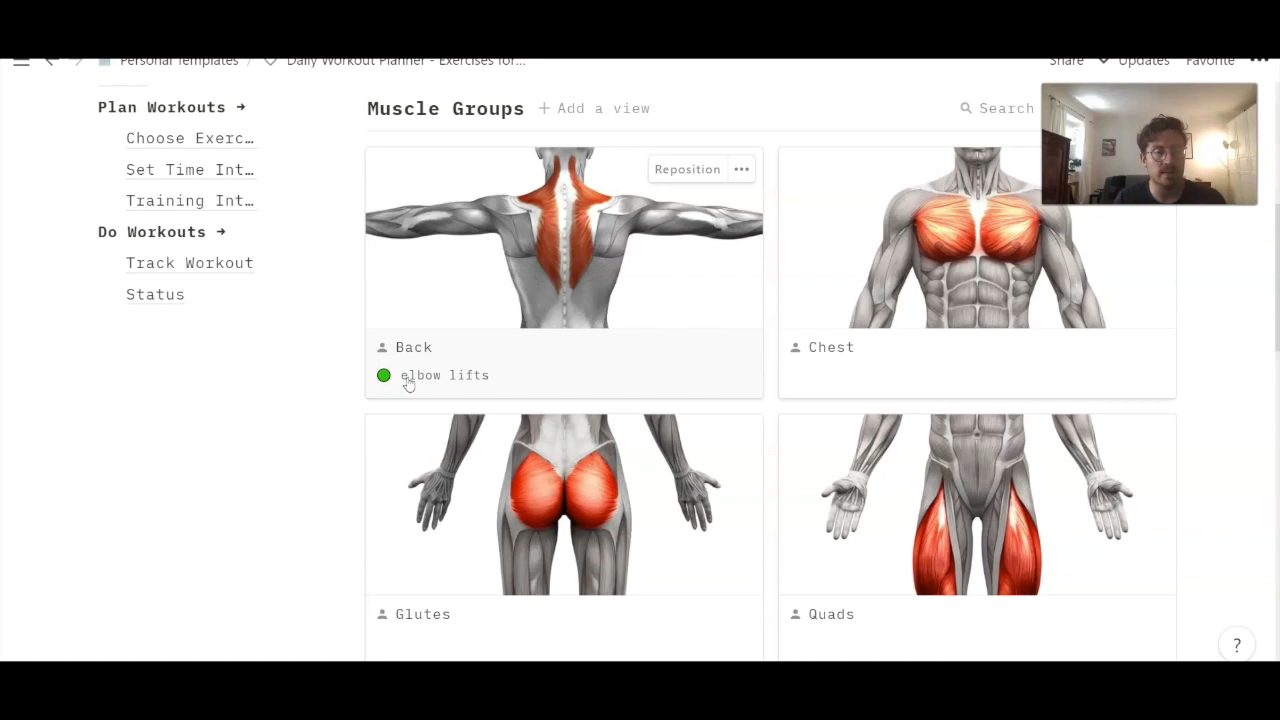 Personal Templates / Daily Workout Planner - Exercises for...
Share Updates Favorite
Plan Workouts →
Choose Exerc…
Set Time Int…
Training Int…
Do Workouts →
Track Workout
Status
Muscle Groups + Add a view
Search
Reposition
Back
elbow lifts
Chest
Glutes
Quads
?